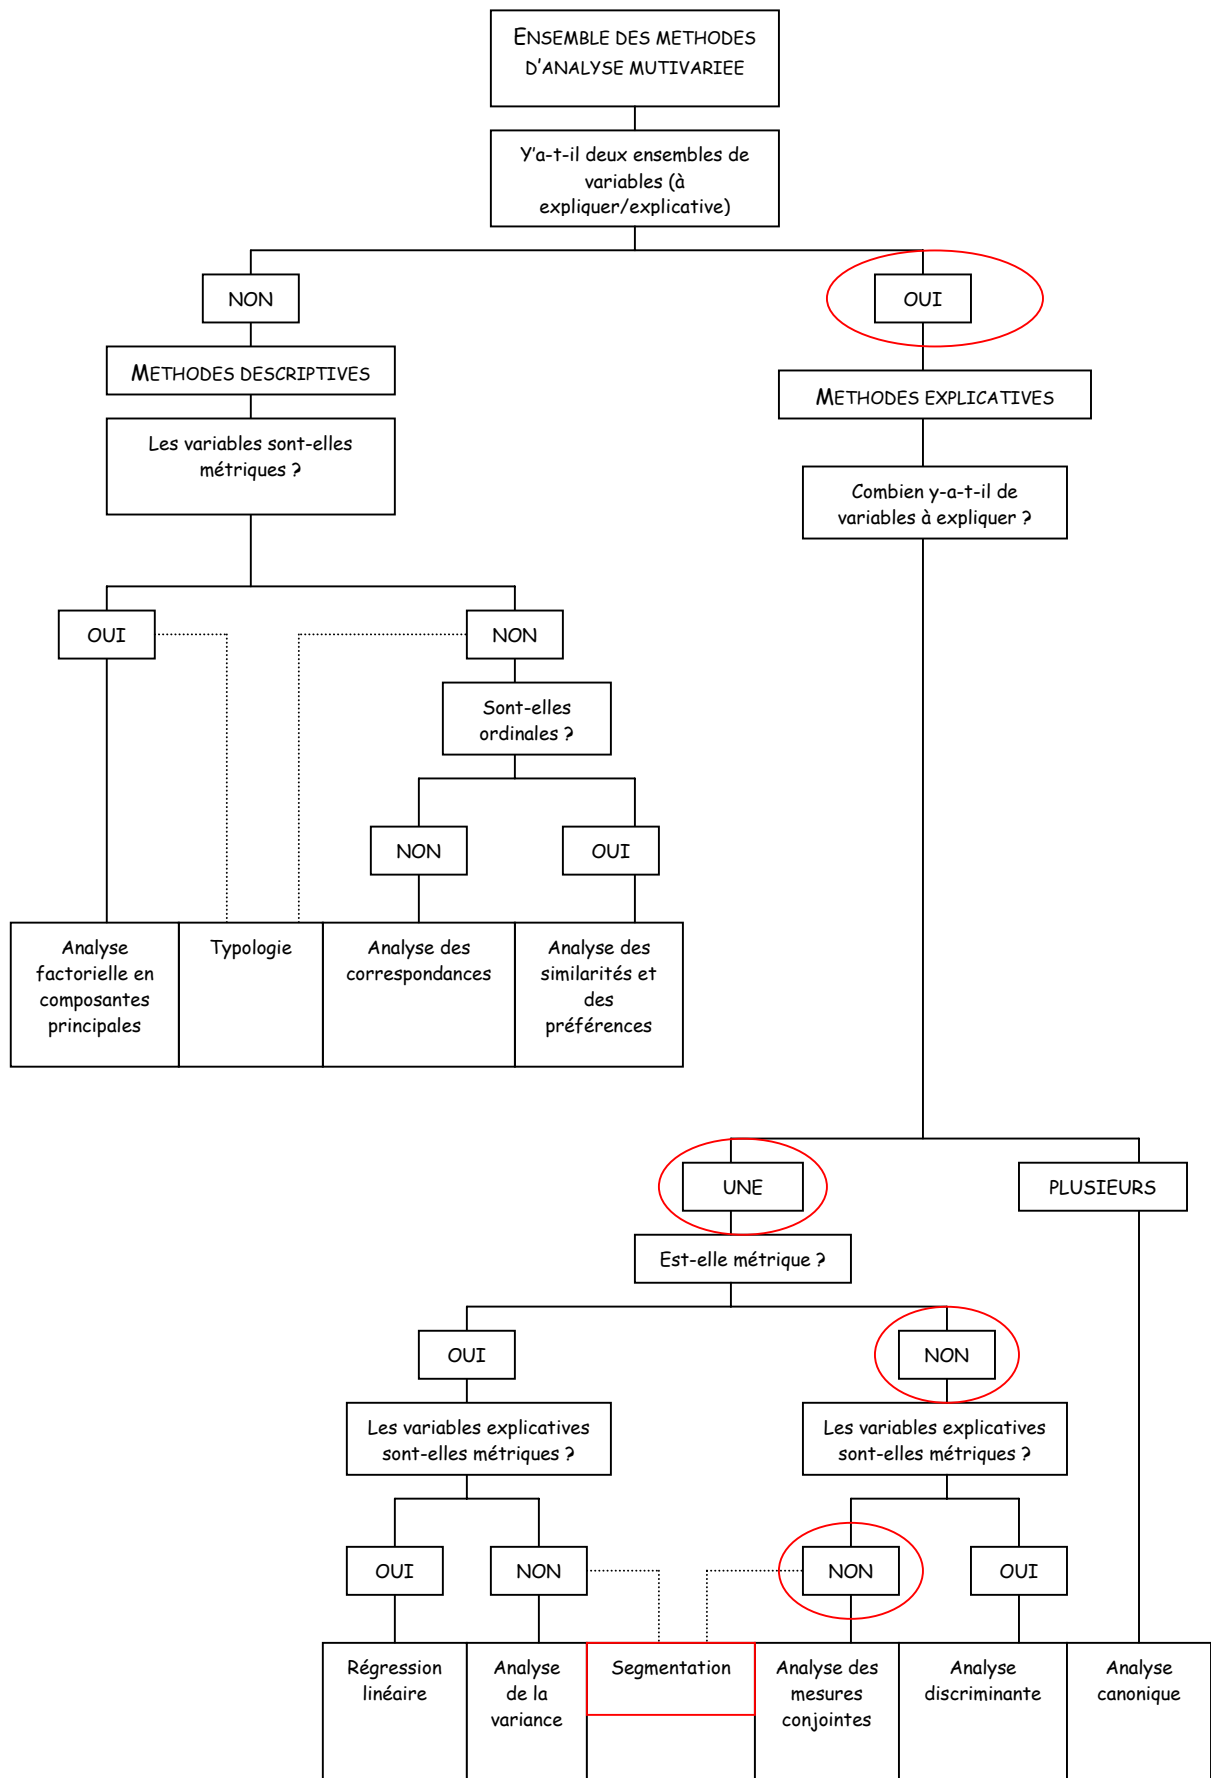 ENSEMBLE DES METHODES
D'ANALYSE MUTIVARIEE
Y'a-t-il deux ensembles de
variables (à
expliquer/explicative)
NON
OUI
METHODES DESCRIPTIVES
METHODES EXPLICATIVES
Les variables sont-elles
métriques ?
Combien y-a-t-il de
variables à expliquer ?
OUI
NON
Sont-elles
ordinales ?
NON
OUI
Analyse
factorielle en
composantes
principales
Typologie
Analyse des
correspondances
Analyse des
similarités et
des
préférences
UNE
PLUSIEURS
Est-elle métrique ?
OUI
NON
Les variables explicatives
sont-elles métriques ?
Les variables explicatives
sont-elles métriques ?
OUI
NON
NON
OUI
Régression
linéaire
Analyse
de la
variance
Segmentation
Analyse des
mesures
conjointes
Analyse
discriminante
Analyse
canonique